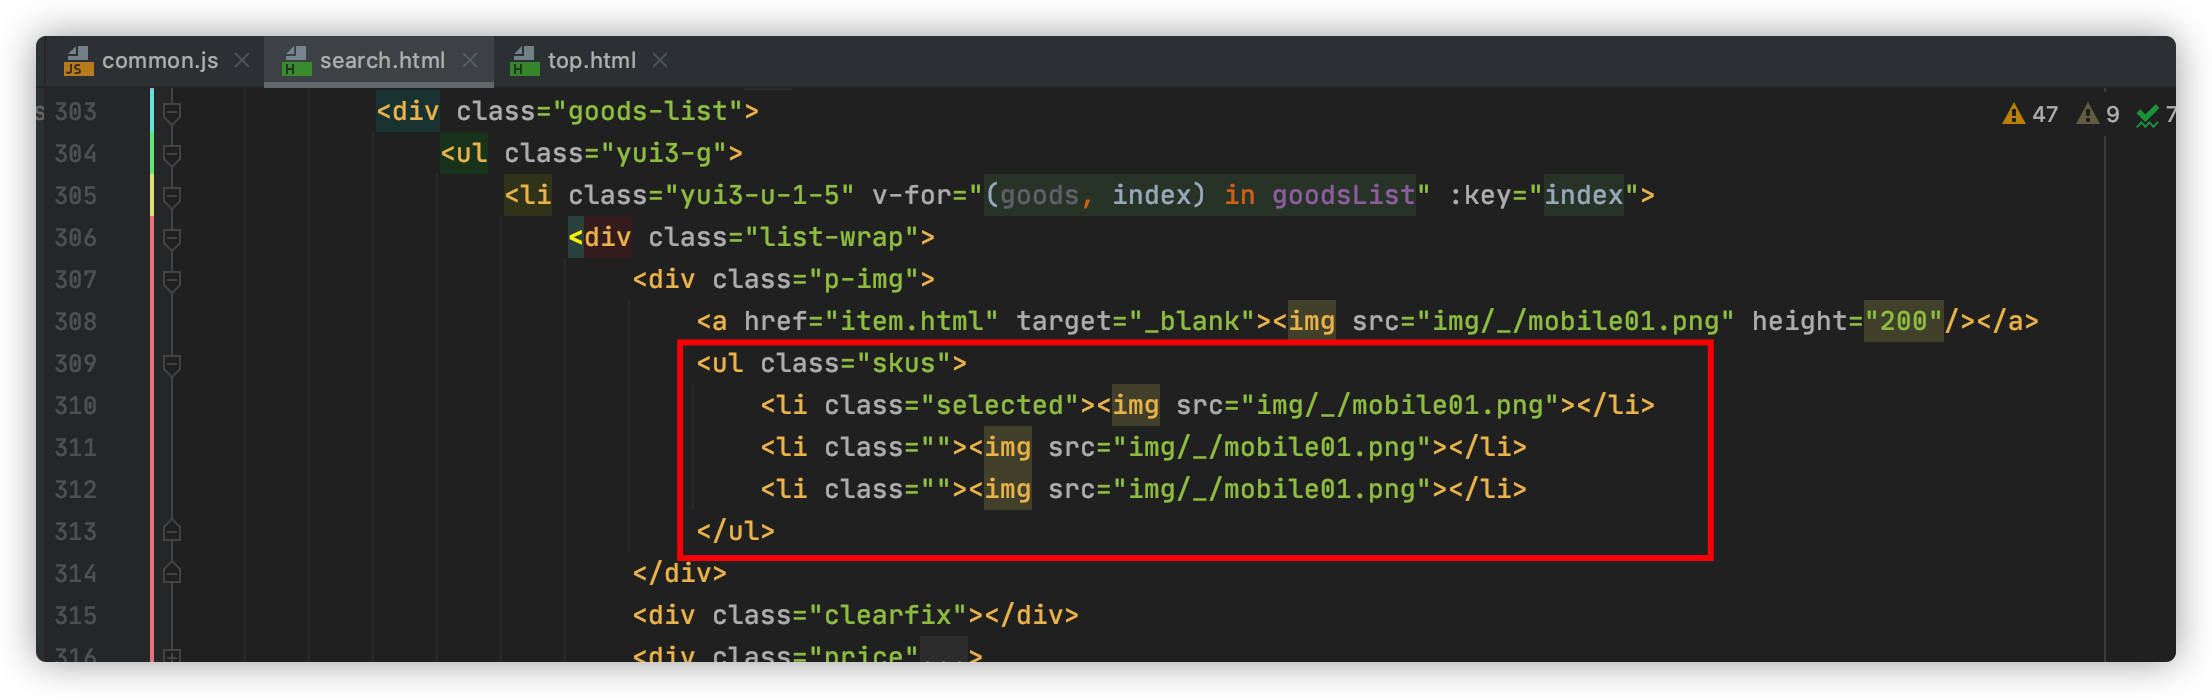 common.js search.html top.html
303 <div class="goods-list"> 47 9 7
304 <ul class="yui3-g">
305 <li class="yui3-u-1-5" v-for="(goods, index) in goodsList" :key="index">
306 <div class="list-wrap">
307 <div class="p-img">
308 <a href="item.html" target="_blank"><img src="img/_/mobile01.png" height="200"/></a>
309 <ul class="skus">
310 <li class="selected"><img src="img/_/mobile01.png"></li>
311 <li class=""><img src="img/_/mobile01.png"></li>
312 <li class=""><img src="img/_/mobile01.png"></li>
313 </ul>
314 </div>
315 <div class="clearfix"></div>
316 <div class="price"...>